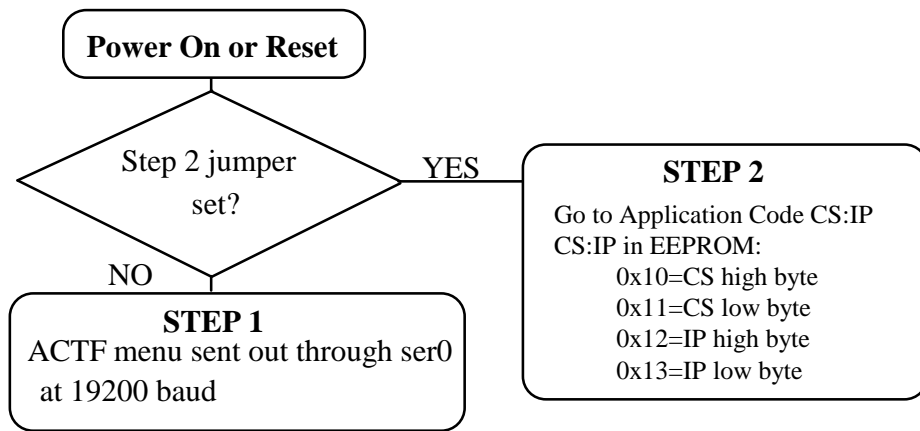 Power On or Reset
Step 2 jumper
set?
YES
NO
STEP 2
Go to Application Code CS:IP
CS:IP in EEPROM:
0x10=CS high byte
0x11=CS low byte
0x12=IP high byte
0x13=IP low byte
STEP 1
ACTF menu sent out through ser0
at 19200 baud